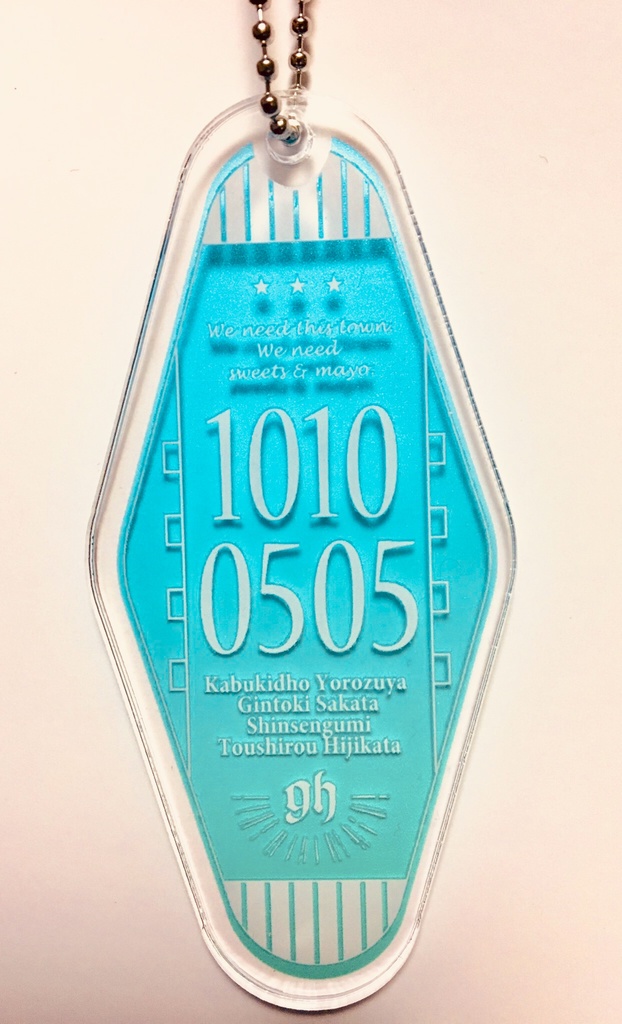 We need this town.
We need
sweets & mayo.
1010
0505
Kabukidho Yorozuya
Gintoki Sakata
Shinsengumi
Toushirou Hijikata
gh